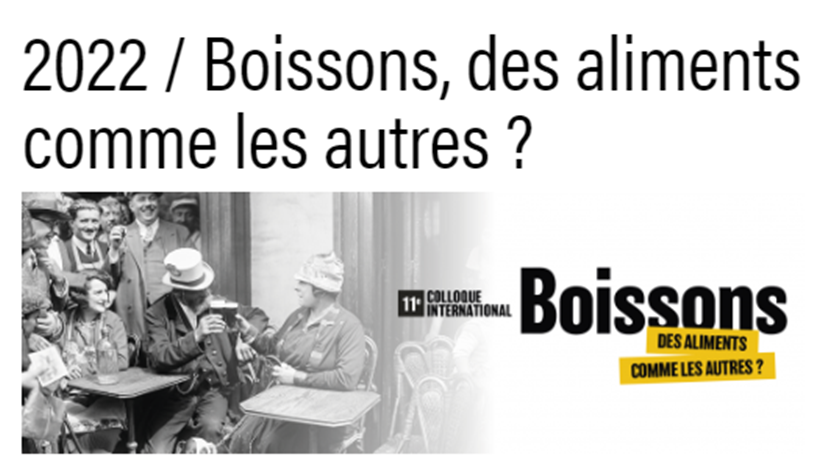 2022 / Boissons, des aliments
comme les autres ?
11e COLLOQUE
INTERNATIONAL
Boissons
DES ALIMENTS
COMME LES AUTRES ?